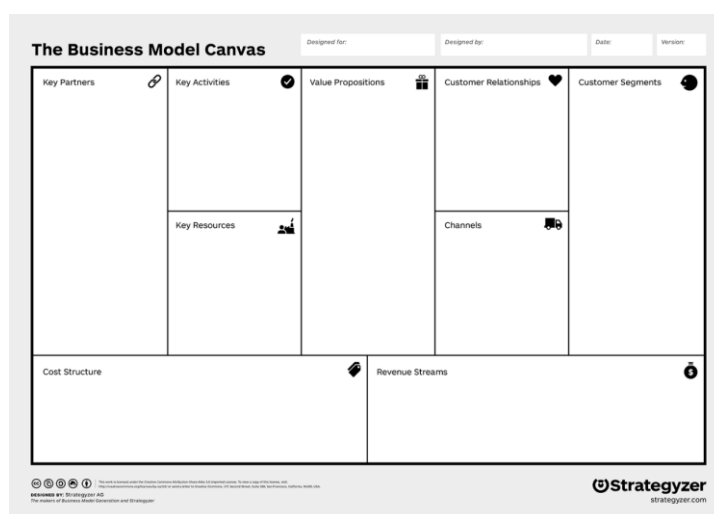 The Business Model Canvas
Designed for:
Designed by:
Date:
Version:
Key Partners
Key Activities
Value Propositions
Customer Relationships
Customer Segments
Key Resources
Channels
Cost Structure
Revenue Streams
DESIGNED BY: Strategyzer AG
The makers of Business Model Generation and Strategyzer
Strategyzer
strategyzer.com